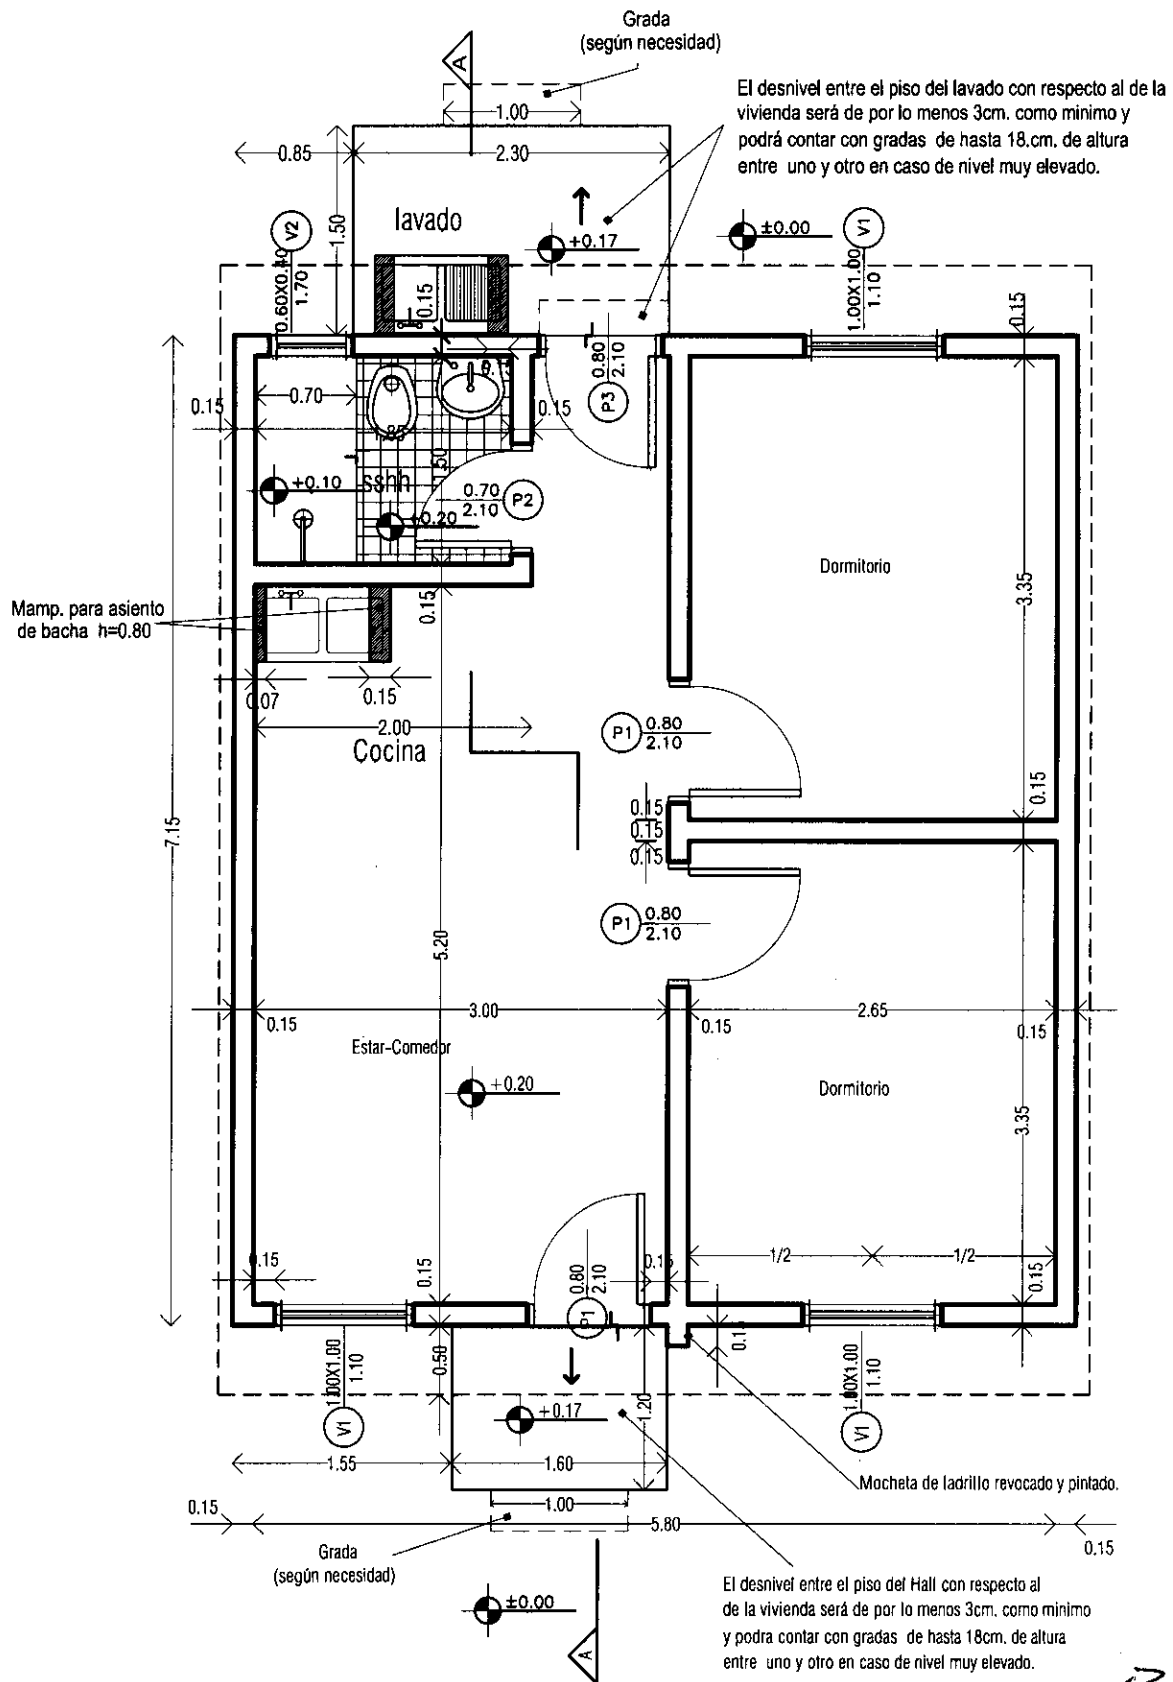 Grada
(según necesidad)
A
1.00
El desnivel entre el piso del lavado con respecto al de la
vivienda será de por lo menos 3cm. como minimo y
podrá contar con gradas de hasta 18.cm. de altura
entre uno y otro en caso de nivel muy elevado.
0.85
2.30
lavado
1.50
V2
0.60X0.40
1.70
+0.17
±0.00
V1
1.00X1.00
1.10
0.15
0.15
0.70
0.15
0.15
0.80
2.10
P3
+0.10
sshh
+0.20
0.70
2.10
P2
Dormitorio
3.35
Mamp. para asiento
de bacha h=0.80
0.15
0.07
0.15
2.00
Cocina
P1
0.80
2.10
0.15
0.15
0.15
0.15
7.15
P1
0.80
2.10
5.20
0.15
3.00
0.15
2.65
0.15
Estar-Comedor
+0.20
Dormitorio
3.35
1/2
1/2
0.15
0.15
0.15
0.15
0.80
2.10
P1
1.00X1.00
1.10
V1
0.50
+0.17
1.20
1.00X1.00
1.10
V1
1.55
1.60
Mocheta de ladrillo revocado y pintado.
0.15
1.00
5.80
0.15
Grada
(según necesidad)
±0.00
A
El desnivel entre el piso del Hall con respecto al
de la vivienda será de por lo menos 3cm. como minimo
y podra contar con gradas de hasta 18cm. de altura
entre uno y otro en caso de nivel muy elevado.